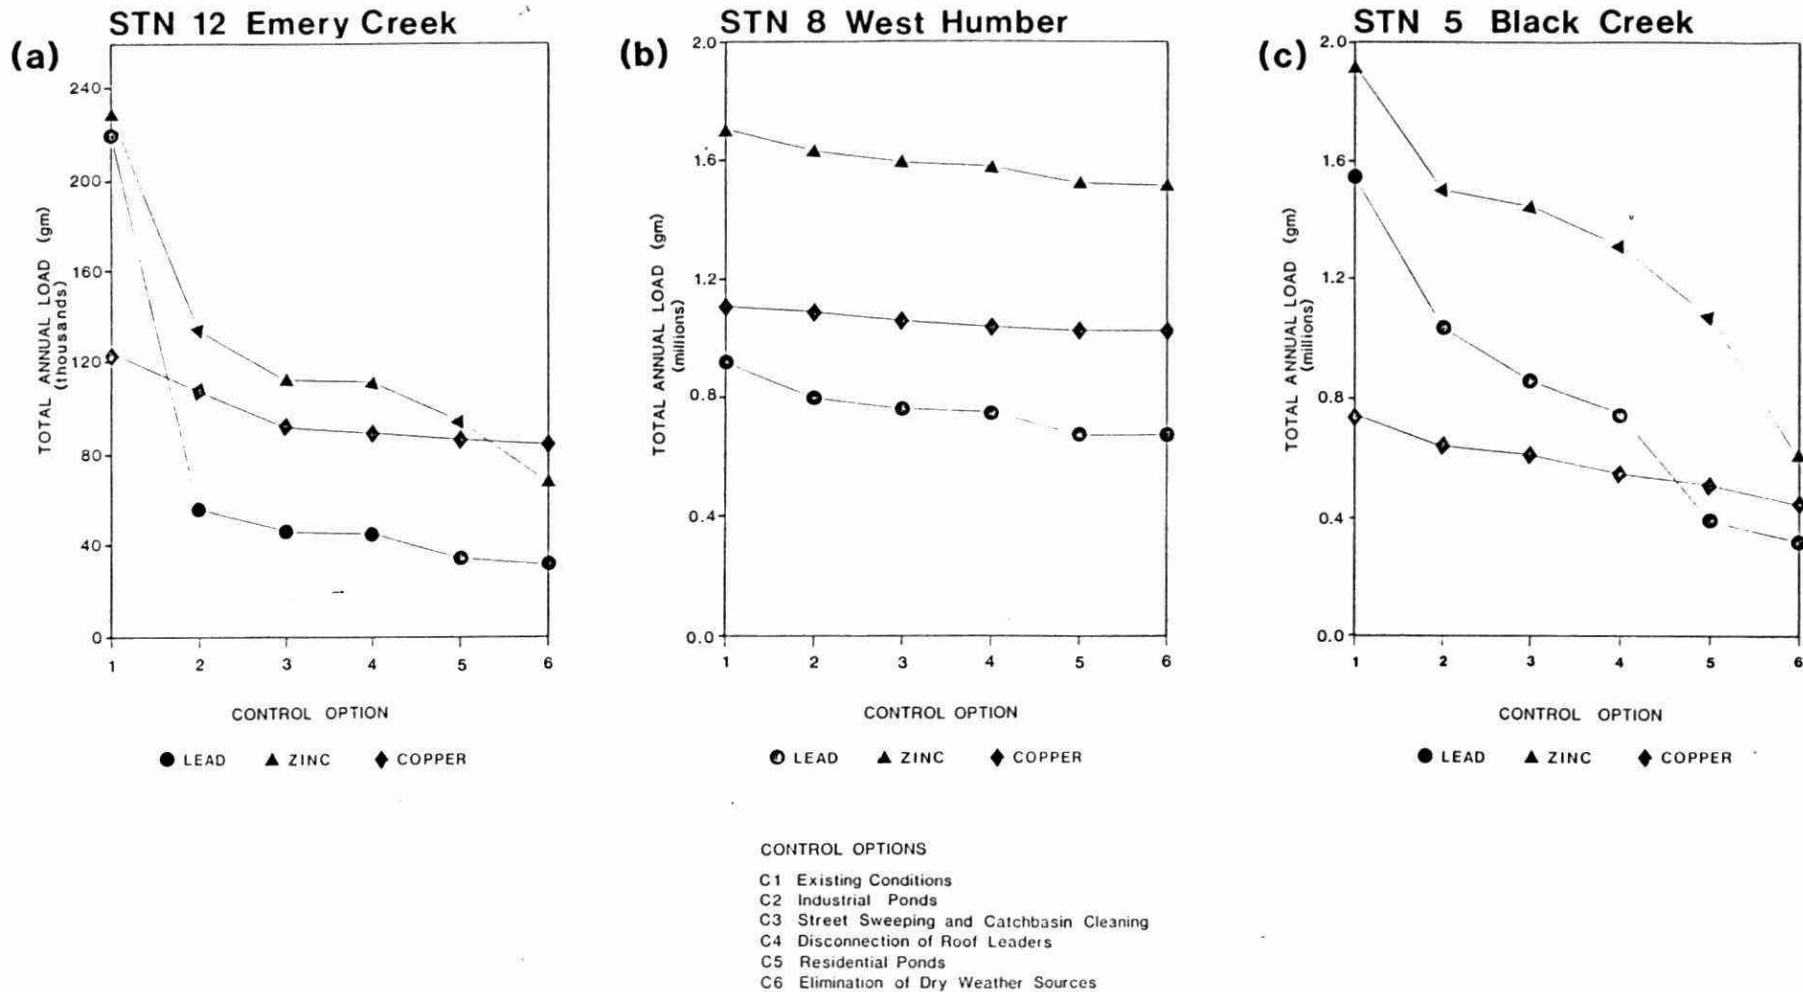 STN 12 Emery Creek
(a)
240
200
160
120
80
40
0
TOTAL ANNUAL LOAD (gm)
(thousands)
1 2 3 4 5 6
CONTROL OPTION
LEAD ZINC COPPER
STN 8 West Humber
(b)
2.0
1.6
1.2
0.8
0.4
0.0
TOTAL ANNUAL LOAD (gm)
(millions)
1 2 3 4 5 6
CONTROL OPTION
LEAD ZINC COPPER
STN 5 Black Creek
(c)
2.0
1.6
1.2
0.8
0.4
0.0
TOTAL ANNUAL LOAD (gm)
(millions)
1 2 3 4 5 6
CONTROL OPTION
LEAD ZINC COPPER
CONTROL OPTIONS
C1 Existing Conditions
C2 Industrial Ponds
C3 Street Sweeping and Catchbasin Cleaning
C4 Disconnection of Roof Leaders
C5 Residential Ponds
C6 Elimination of Dry Weather Sources